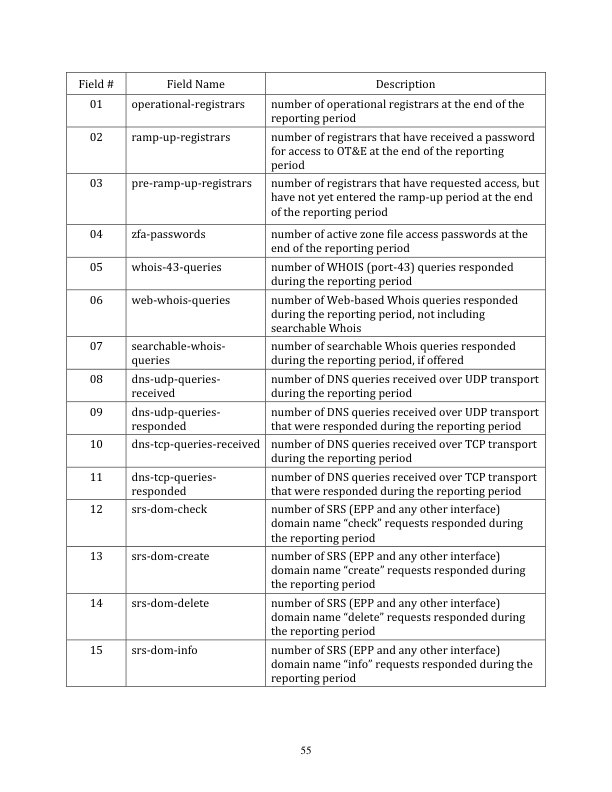 Field # Field Name Description
01 operational-registrars number of operational registrars at the end of the
reporting period
02 ramp-up-registrars number of registrars that have received a password
for access to OT&E at the end of the reporting
period
03 pre-ramp-up-registrars number of registrars that have requested access, but
have not yet entered the ramp-up period at the end
of the reporting period
04 zfa-passwords number of active zone file access passwords at the
end of the reporting period
05 whois-43-queries number of WHOIS (port-43) queries responded
during the reporting period
06 web-whois-queries number of Web-based Whois queries responded
during the reporting period, not including
searchable Whois
07 searchable-whois- number of searchable Whois queries responded
queries during the reporting period, if offered
08 dns-udp-queries- number of DNS queries received over UDP transport
received during the reporting period
09 dns-udp-queries- number of DNS queries received over UDP transport
responded that were responded during the reporting period
10 dns-tcp-queries-received number of DNS queries received over TCP transport
during the reporting period
11 dns-tcp-queries- number of DNS queries received over TCP transport
responded that were responded during the reporting period
12 srs-dom-check number of SRS (EPP and any other interface)
domain name “check” requests responded during
the reporting period
13 srs-dom-create number of SRS (EPP and any other interface)
domain name “create” requests responded during
the reporting period
14 srs-dom-delete number of SRS (EPP and any other interface)
domain name “delete” requests responded during
the reporting period
15 srs-dom-info number of SRS (EPP and any other interface)
domain name “info” requests responded during the
reporting period
55